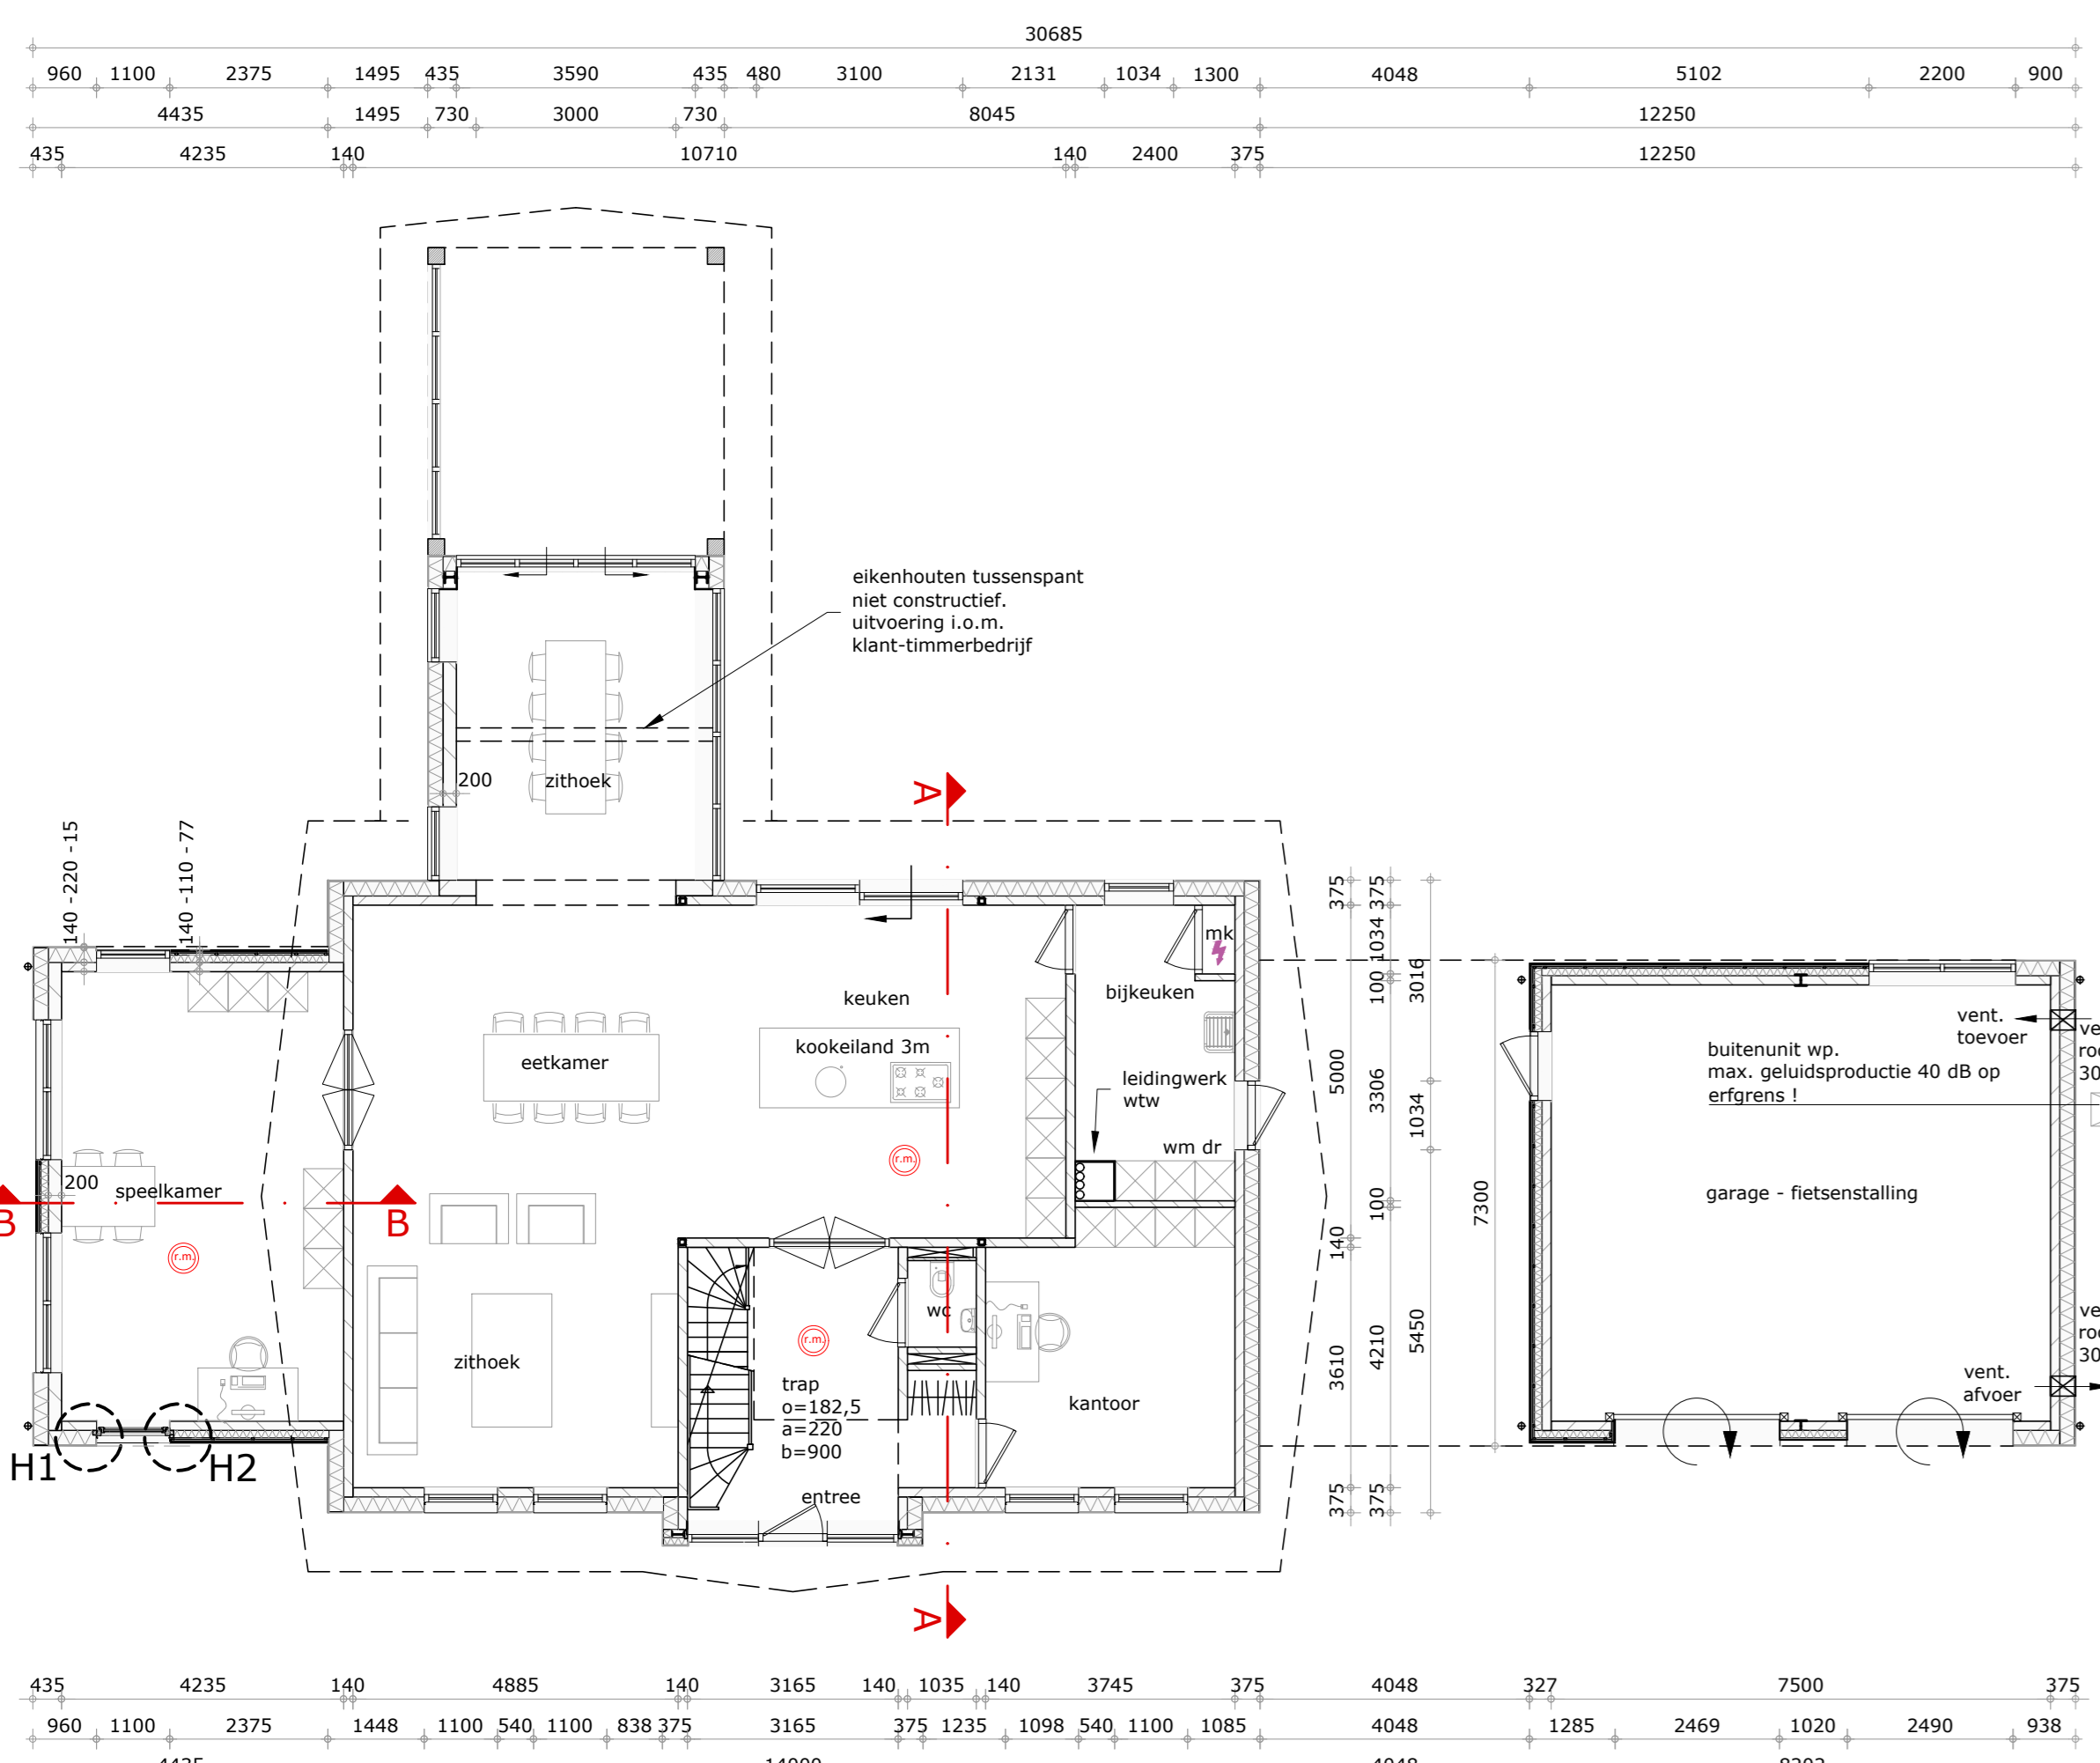 30685
960 1100 2375 1495 435 3590 435 480 3100 2131 1034 1300 4048 5102 2200 900
4435 1495 730 3000 730 8045 12250
435 4235 140 10710 140 2400 375 12250
eikenhouten tussenspant
niet constructief.
uitvoering i.o.m.
klant-timmerbedrijf
200
zithoek
A
140 -220 -15
140 -110 -77
375
375
mk
1034
100
3016
keuken
bijkeuken
vent.
toevoer
kookeiland 3m
eetkamer
buitenunit wp.
max. geluidsproductie 40 dB op
erfgrens !
leidingwerk
wtw
5000
3306
1034
wm dr
r.m.
200
speelkamer
B
B
100
140
7300
garage - fietsenstalling
r.m.
wc
r.m.
zithoek
trap
o=182,5
a=220
b=900
kantoor
3610
4210
5450
vent.
afvoer
H1
H2
entree
375
375
A
435 4235 140 4885 140 3165 140 1035 140 3745 375 4048 327 7500 375
960 1100 2375 1448 1100 540 1100 838 375 3165 375 1235 1098 540 1100 1085 4048 1285 2469 1020 2490 938